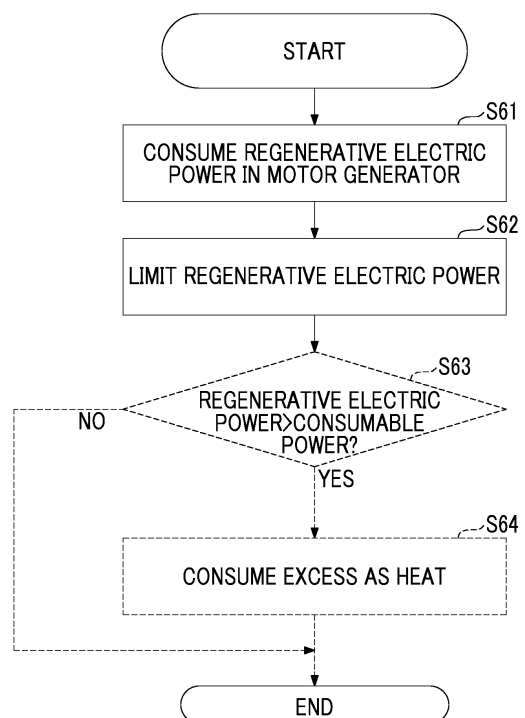 START
S61
CONSUME REGENERATIVE ELECTRIC
POWER IN MOTOR GENERATOR
S62
LIMIT REGENERATIVE ELECTRIC POWER
S63
REGENERATIVE ELECTRIC
POWER>CONSUMABLE
POWER?
NO
YES
S64
CONSUME EXCESS AS HEAT
END